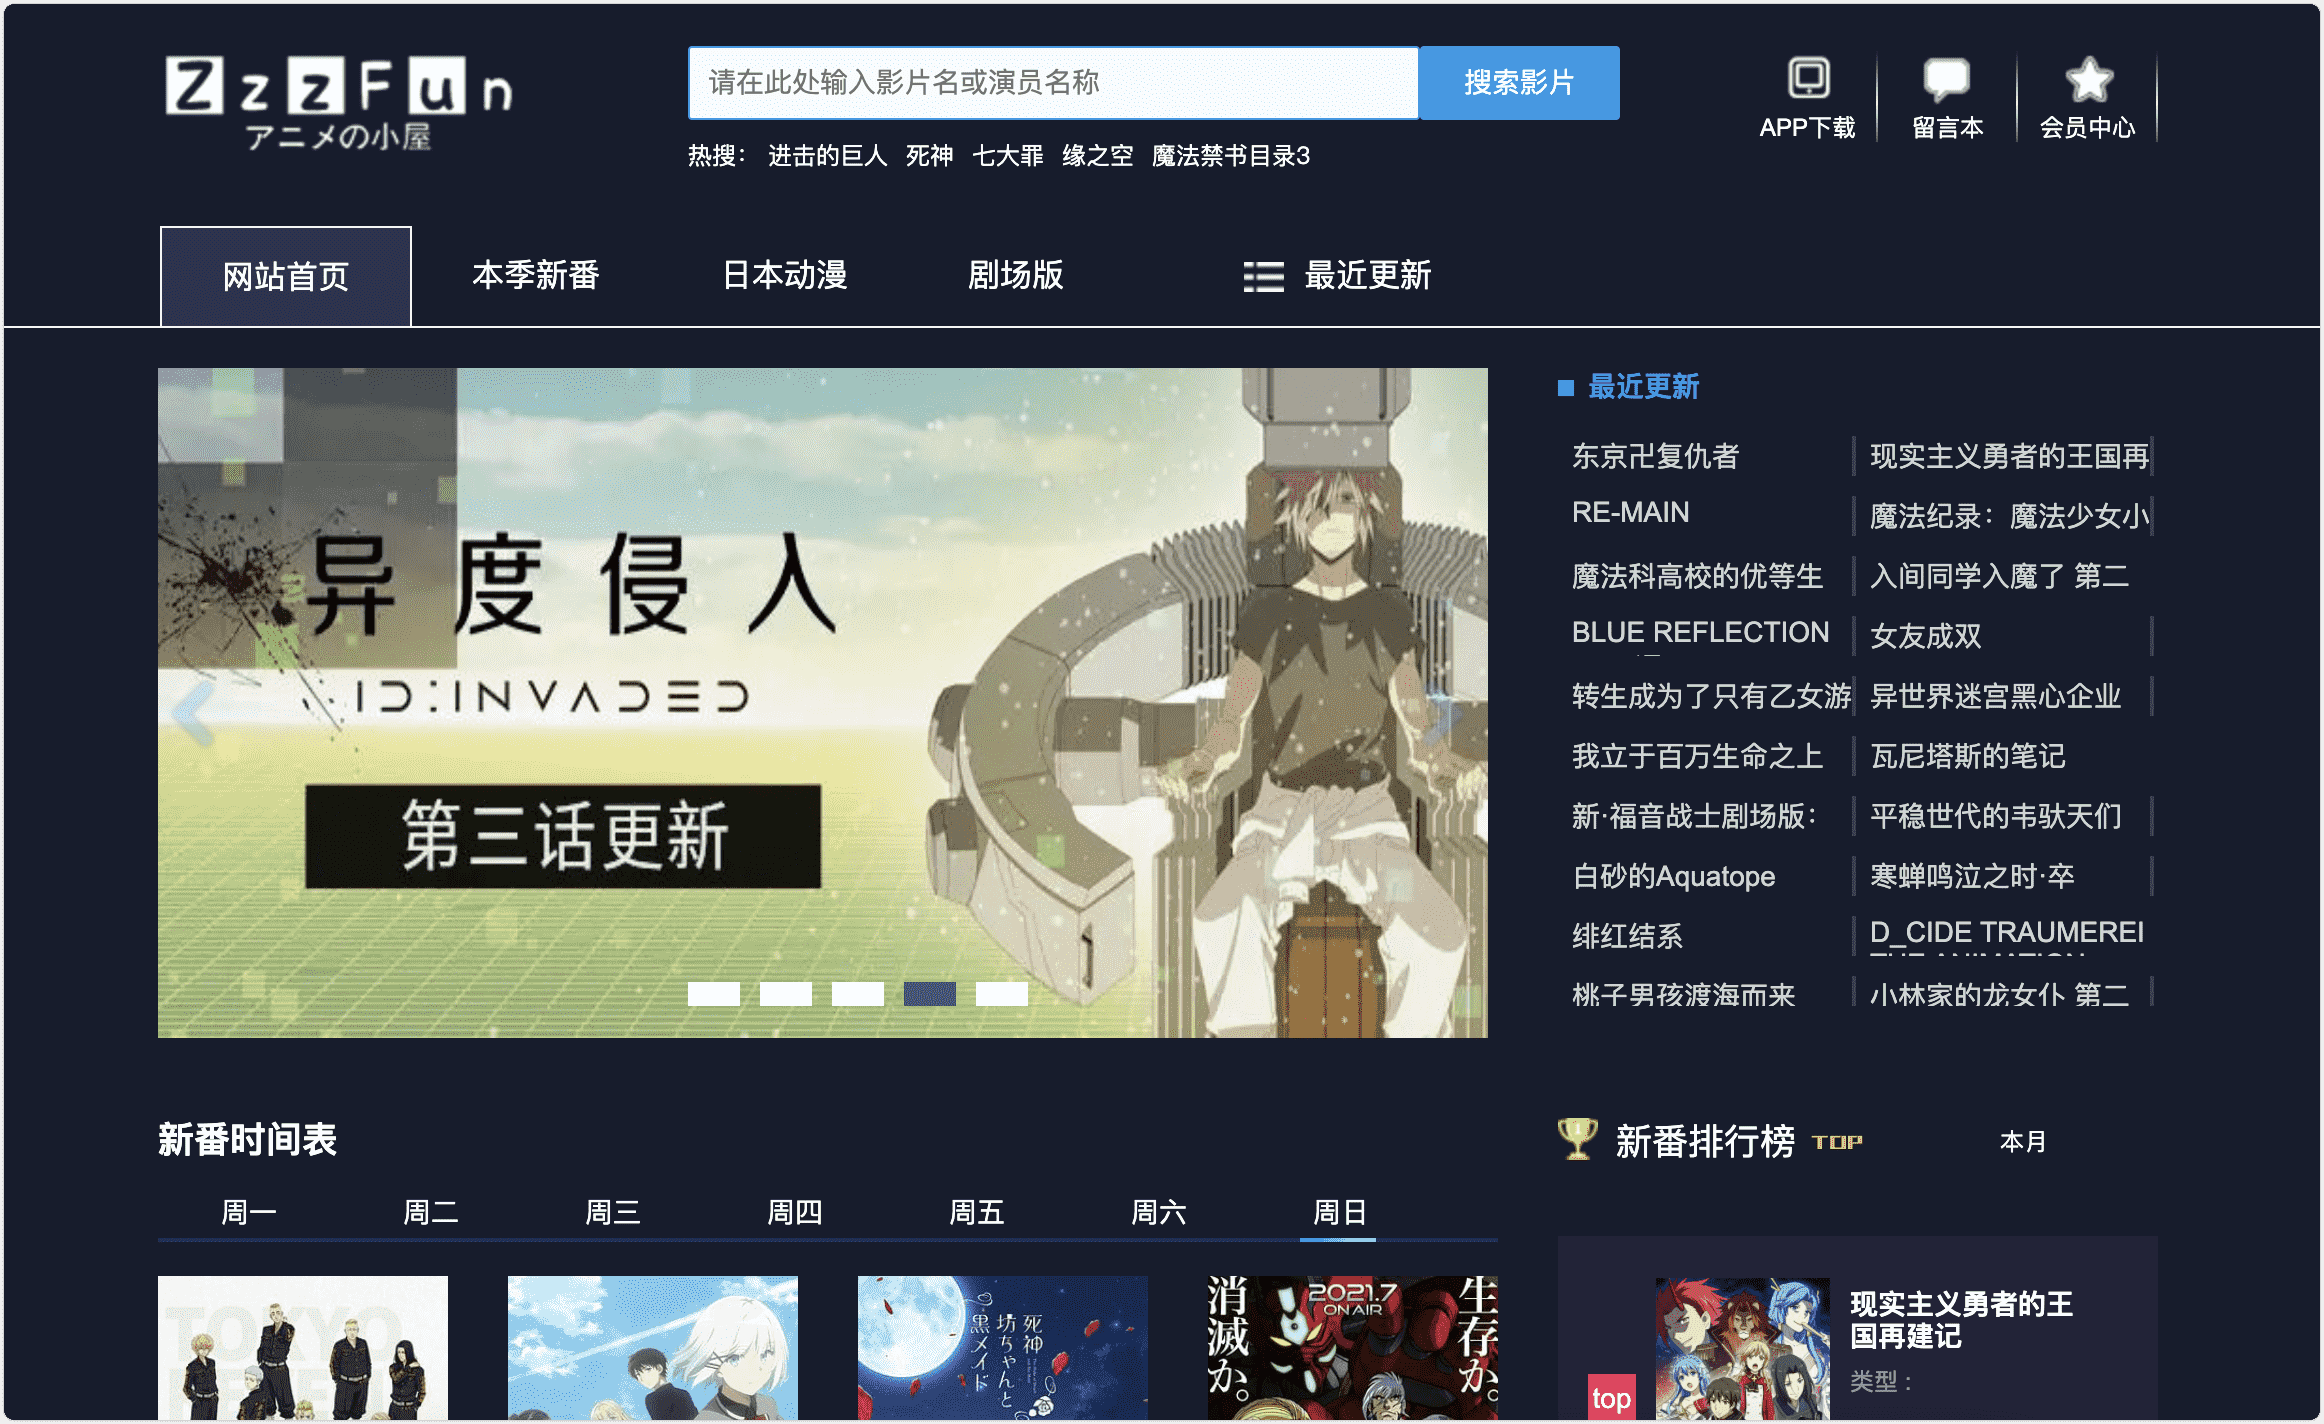 ZzzFun
アニメの小屋
请在此处输入影片名或演员名称
搜索影片
热搜： 进击的巨人 死神 七大罪 缘之空 魔法禁书目录3
APP下载
留言本
会员中心
网站首页
本季新番
日本动漫
剧场版
最近更新
异度侵入
ID:INVADED
第三话更新
最近更新
东京卍复仇者
现实主义勇者的王国再
RE-MAIN
魔法纪录：魔法少女小
魔法科高校的优等生
入间同学入魔了 第二
BLUE REFLECTION
女友成双
转生成为了只有乙女游
异世界迷宫黑心企业
我立于百万生命之上
瓦尼塔斯的笔记
新·福音战士剧场版：
平稳世代的韦驮天们
白砂的Aquatope
寒蝉鸣泣之时·卒
绯红结系
D_CIDE TRAUMEREI
THE ANIMATION
桃子男孩渡海而来
小林家的龙女仆 第二
新番时间表
周一
周二
周三
周四
周五
周六
周日
TOKYO
死神
坊ちゃんと
黒メイド
消滅か。
2021.7
ON AIR
生存か。
新番排行榜 TOP
本月
top
现实主义勇者的王
国再建记
类型：